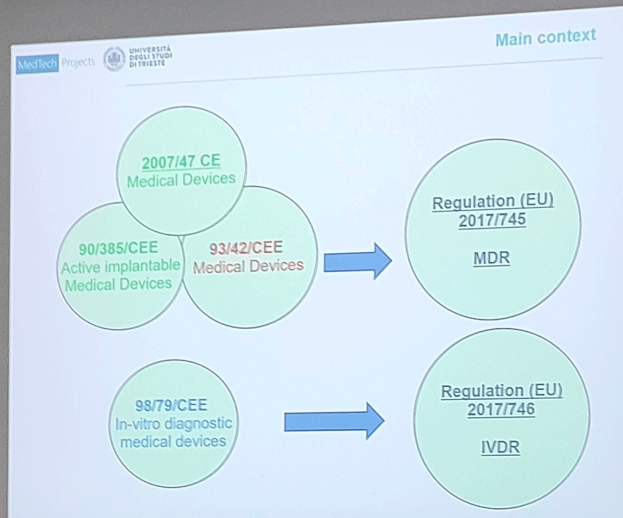 MedTech Projects
UNIVERSITÀ
DEGLI STUDI
DI TRIESTE
Main context
2007/47 CE
Medical Devices
90/385/CEE
Active implantable
Medical Devices
93/42/CEE
Medical Devices
Regulation (EU)
2017/745
MDR
98/79/CEE
In-vitro diagnostic
medical devices
Regulation (EU)
2017/746
IVDR